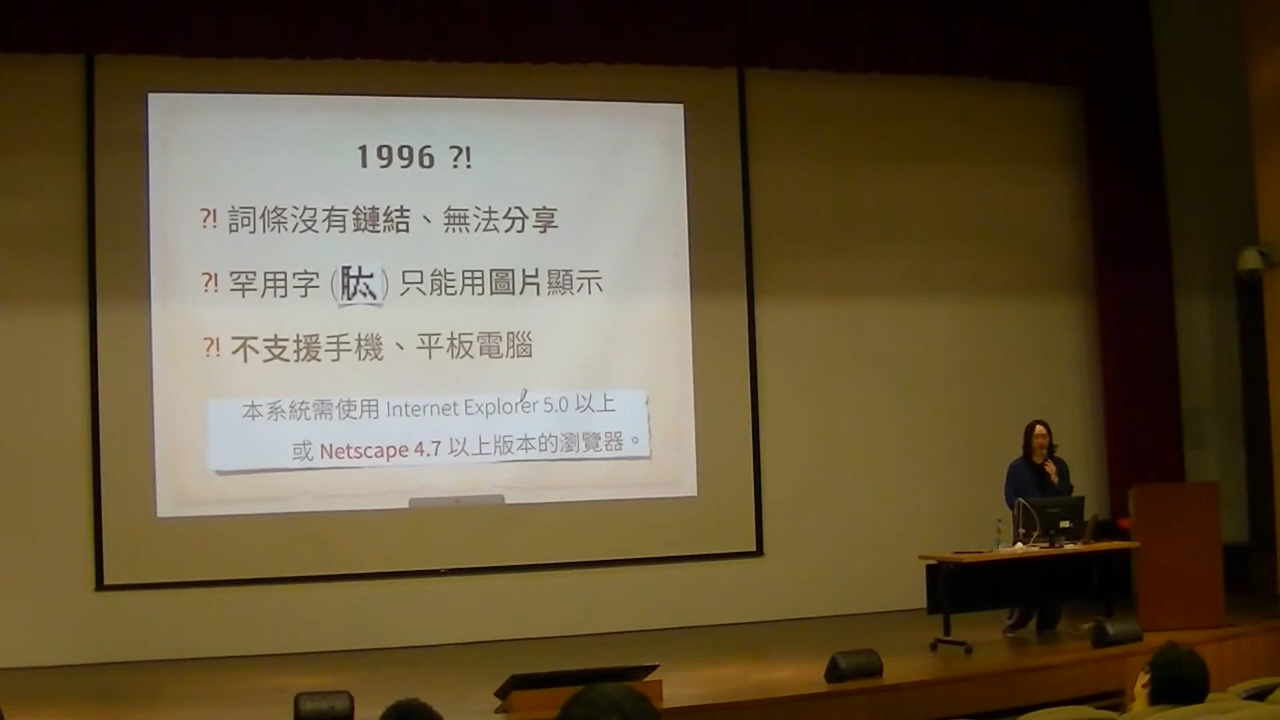 1996 ?!
?! 詞條沒有鏈結、無法分享
?! 罕用字 (㬹) 只能用圖片顯示
?! 不支援手機、平板電腦
本系統需使用 Internet Explorer 5.0 以上
或 Netscape 4.7 以上版本的瀏覽器。